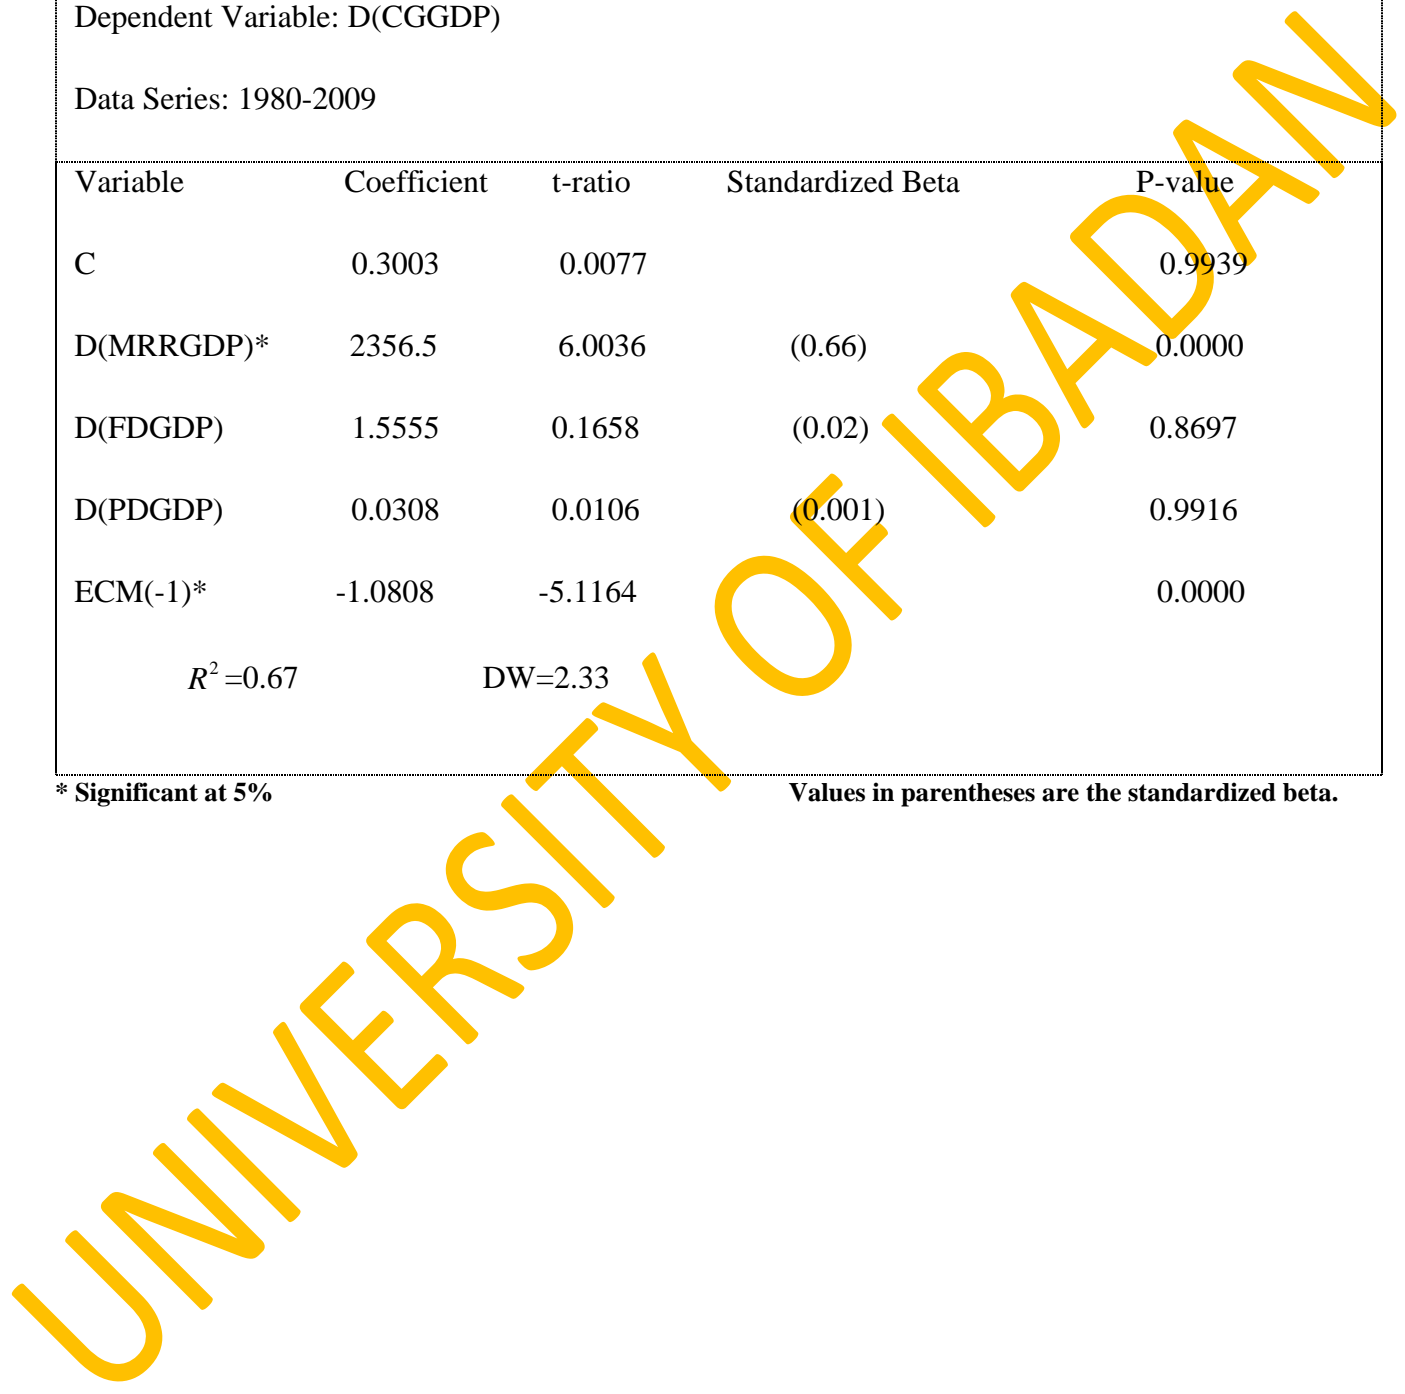 Dependent Variable: D(CGGDP)
Data Series: 1980-2009
Variable Coefficient t-ratio Standardized Beta P-value
C 0.3003 0.0077 0.9939
D(MRRGDP)* 2356.5 6.0036 (0.66) 0.0000
D(FDGDP) 1.5555 0.1658 (0.02) 0.8697
D(PDGDP) 0.0308 0.0106 (0.001) 0.9916
ECM(-1)* -1.0808 -5.1164 0.0000
R² =0.67 DW=2.33
* Significant at 5% Values in parentheses are the standardized beta.
UNIVERSITY OF IBADAN